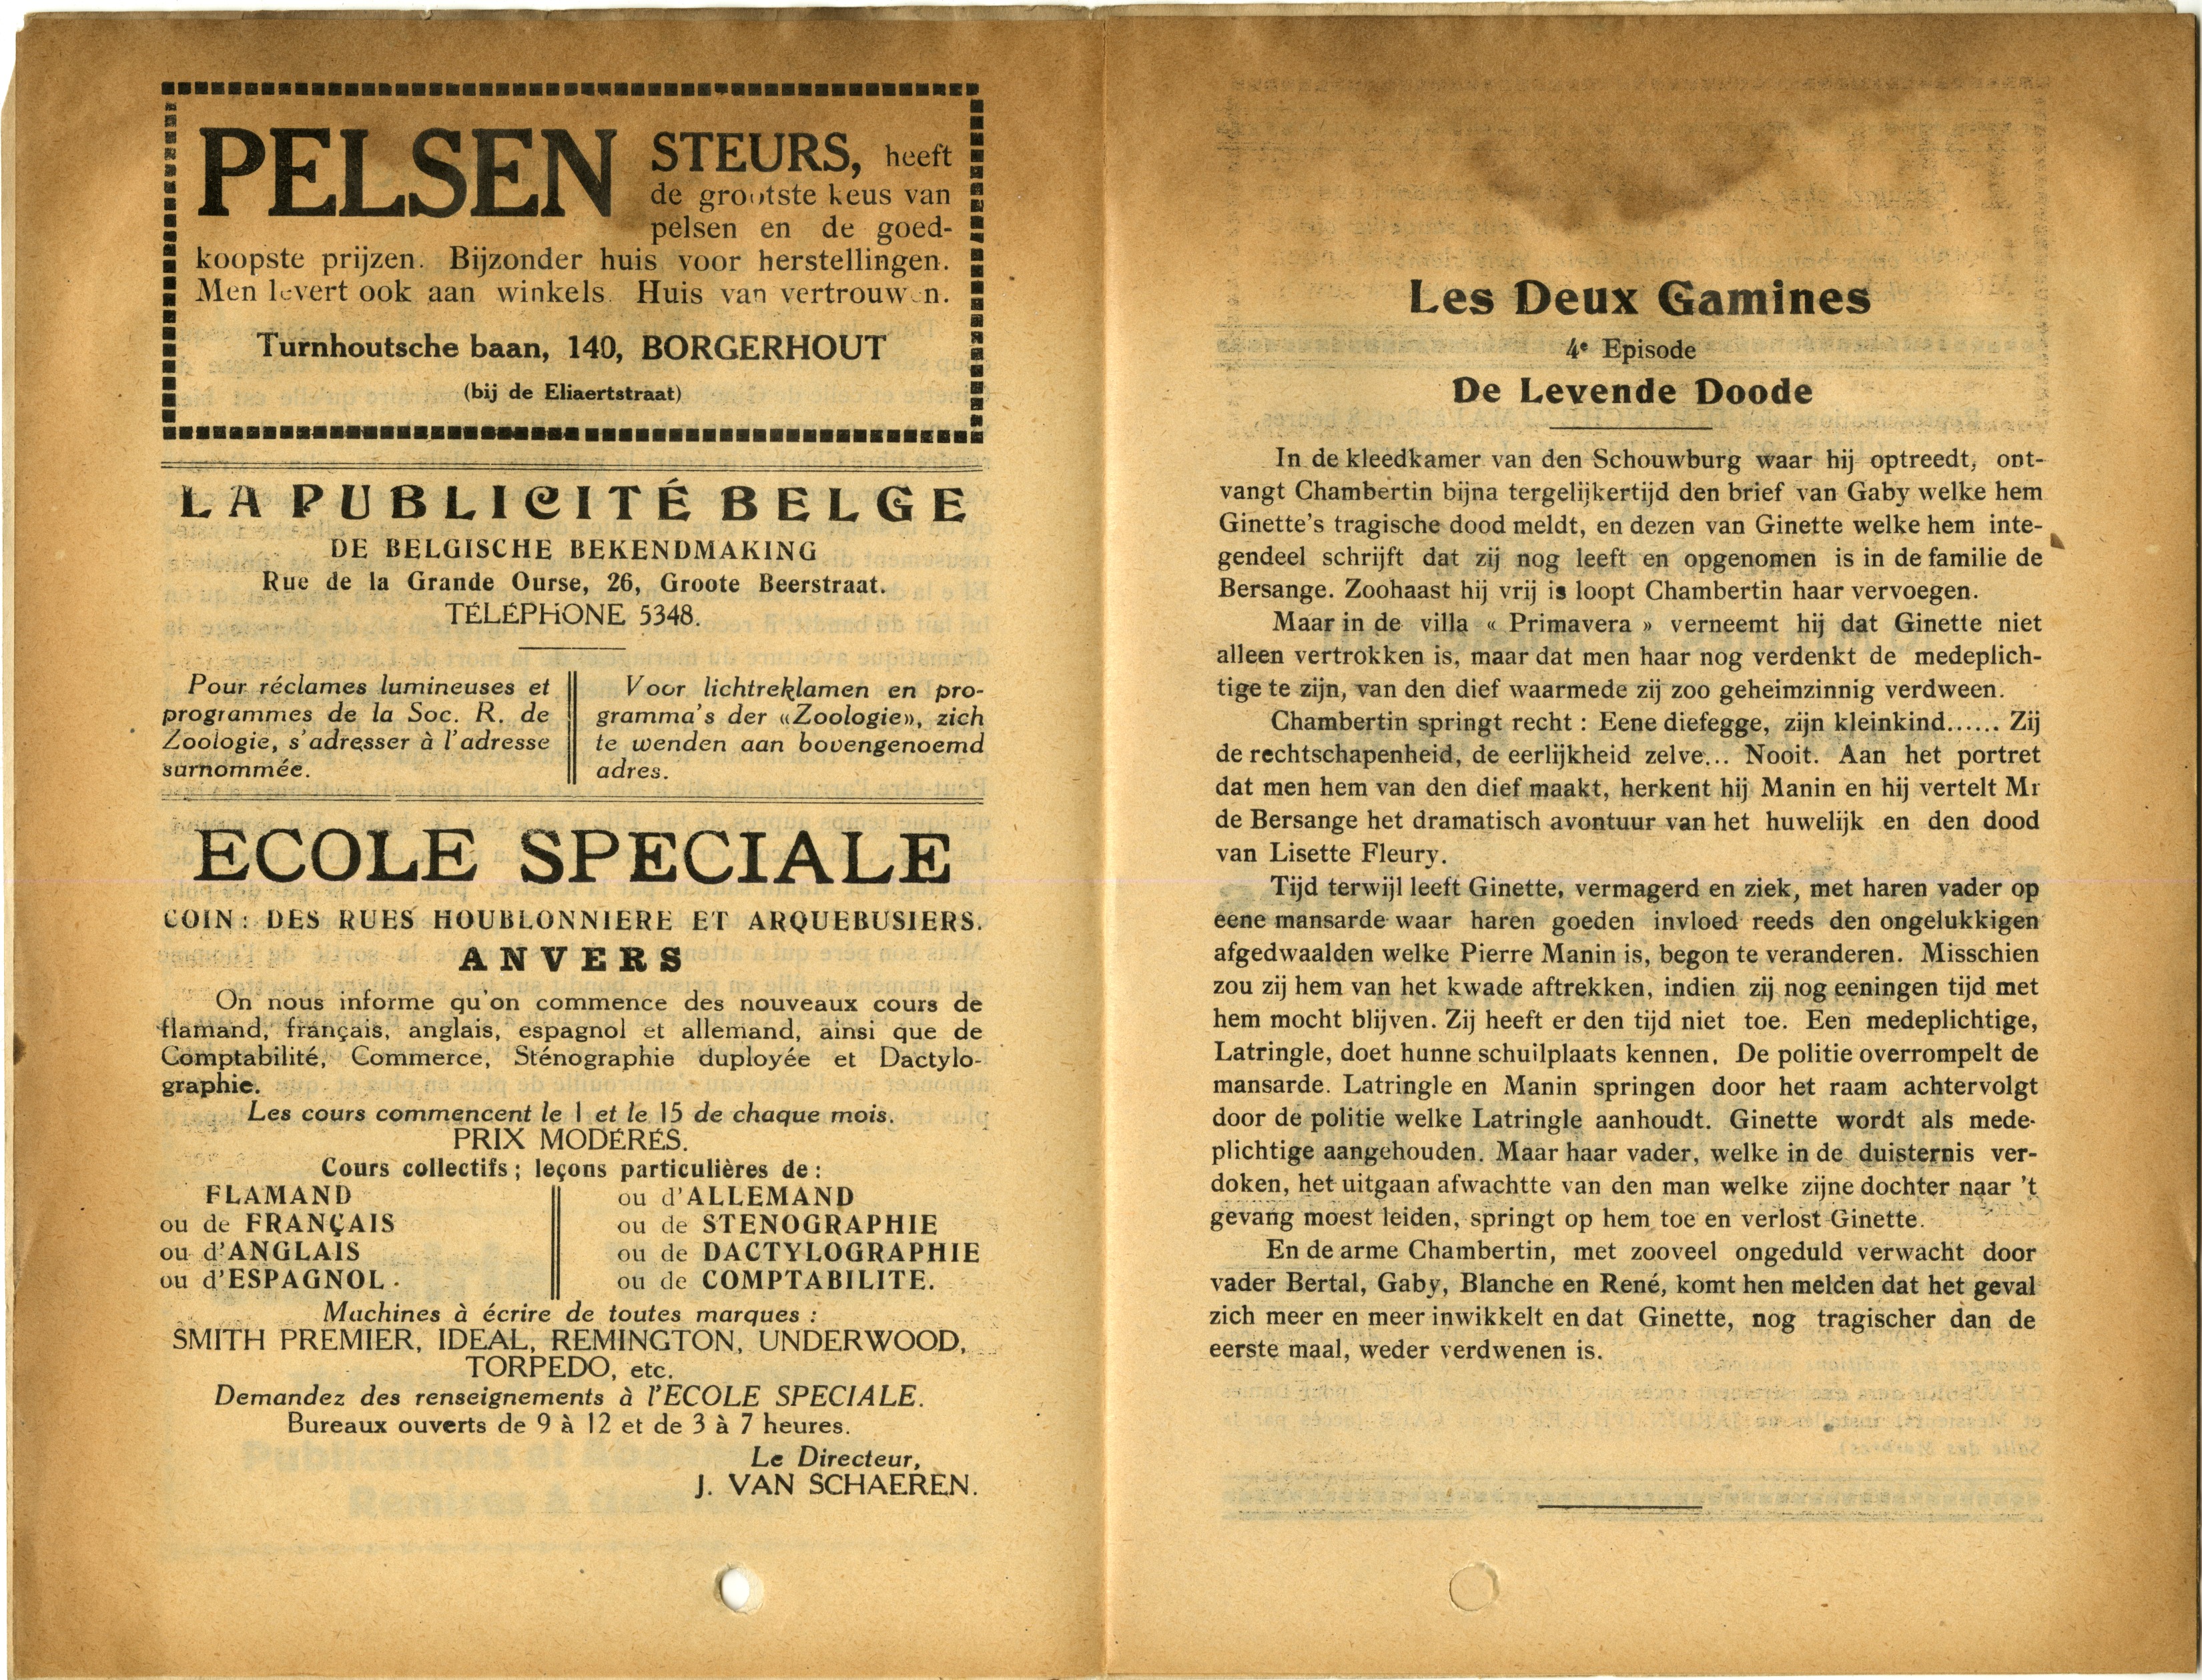 PELSEN STEURS, heeft
de grootste keus van
pelsen en de goed-
koopste prijzen. Bijzonder huis voor herstellingen.
Men levert ook aan winkels. Huis van vertrouwen.
Turnhoutsche baan, 140, BORGERHOUT
(bij de Eliaertstraat)
LA PUBLICITÉ BELGE
DE BELGISCHE BEKENDMAKING
Rue de la Grande Ourse, 26, Groote Beerstraat.
TÉLÉPHONE 5348.
Pour réclames lumineuses et
programmes de la Soc. R. de
Zoologie, s'adresser à l'adresse
surnommée.
Voor lichtreklamen en pro-
gramma's der «Zoologie», zich
te wenden aan bovengenoemd
adres.
ECOLE SPECIALE
COIN: DES RUES HOUBLONNIERE ET ARQUEBUSIERS.
ANVERS
On nous informe qu'on commence des nouveaux cours de
flamand, français, anglais, espagnol et allemand, ainsi que de
Comptabilité, Commerce, Sténographie duployée et Dactylo-
graphie.
Les cours commencent le 1 et le 15 de chaque mois.
PRIX MODÉRÉS.
Cours collectifs; leçons particulières de:
FLAMAND
ou de FRANÇAIS
ou d'ANGLAIS
ou d'ESPAGNOL.
ou d'ALLEMAND
ou de STENOGRAPHIE
ou de DACTYLOGRAPHIE
ou de COMPTABILITE.
Machines à écrire de toutes marques:
SMITH PREMIER, IDEAL, REMINGTON, UNDERWOOD,
TORPEDO, etc.
Demandez des renseignements à l'ECOLE SPECIALE.
Bureaux ouverts de 9 à 12 et de 3 à 7 heures.
Le Directeur,
J. VAN SCHAEREN.
Les Deux Gamines
4e Episode
De Levende Doode
In de kleedkamer van den Schouwburg waar hij optreedt, ont-
vangt Chambertin bijna tergelijkertijd den brief van Gaby welke hem
Ginette's tragische dood meldt, en dezen van Ginette welke hem inte-
gendeel schrijft dat zij nog leeft en opgenomen is in de familie de
Bersange. Zoohaast hij vrij is loopt Chambertin haar vervoegen.
Maar in de villa « Primavera » verneemt hij dat Ginette niet
alleen vertrokken is, maar dat men haar nog verdenkt de medeplich-
tige te zijn, van den dief waarmede zij zoo geheimzinnig verdween.
Chambertin springt recht: Eene diefegge, zijn kleinkind...... Zij
de rechtschapenheid, de eerlijkheid zelve... Nooit. Aan het portret
dat men hem van den dief maakt, herkent hij Manin en hij vertelt Mr
de Bersange het dramatisch avontuur van het huwelijk en den dood
van Lisette Fleury.
Tijd terwijl leeft Ginette, vermagerd en ziek, met haren vader op
eene mansarde waar haren goeden invloed reeds den ongelukkigen
afgedwaalden welke Pierre Manin is, begon te veranderen. Misschien
zou zij hem van het kwade aftrekken, indien zij nog eeningen tijd met
hem mocht blijven. Zij heeft er den tijd niet toe. Een medeplichtige,
Latringle, doet hunne schuilplaats kennen. De politie overrompelt de
mansarde. Latringle en Manin springen door het raam achtervolgt
door de politie welke Latringle aanhoudt. Ginette wordt als mede-
plichtige aangehouden. Maar haar vader, welke in de duisternis ver-
doken, het uitgaan afwachtte van den man welke zijne dochter naar 't
gevang moest leiden, springt op hem toe en verlost Ginette.
En de arme Chambertin, met zooveel ongeduld verwacht door
vader Bertal, Gaby, Blanche en René, komt hen melden dat het geval
zich meer en meer inwikkelt en dat Ginette, nog tragischer dan de
eerste maal, weder verdwenen is.